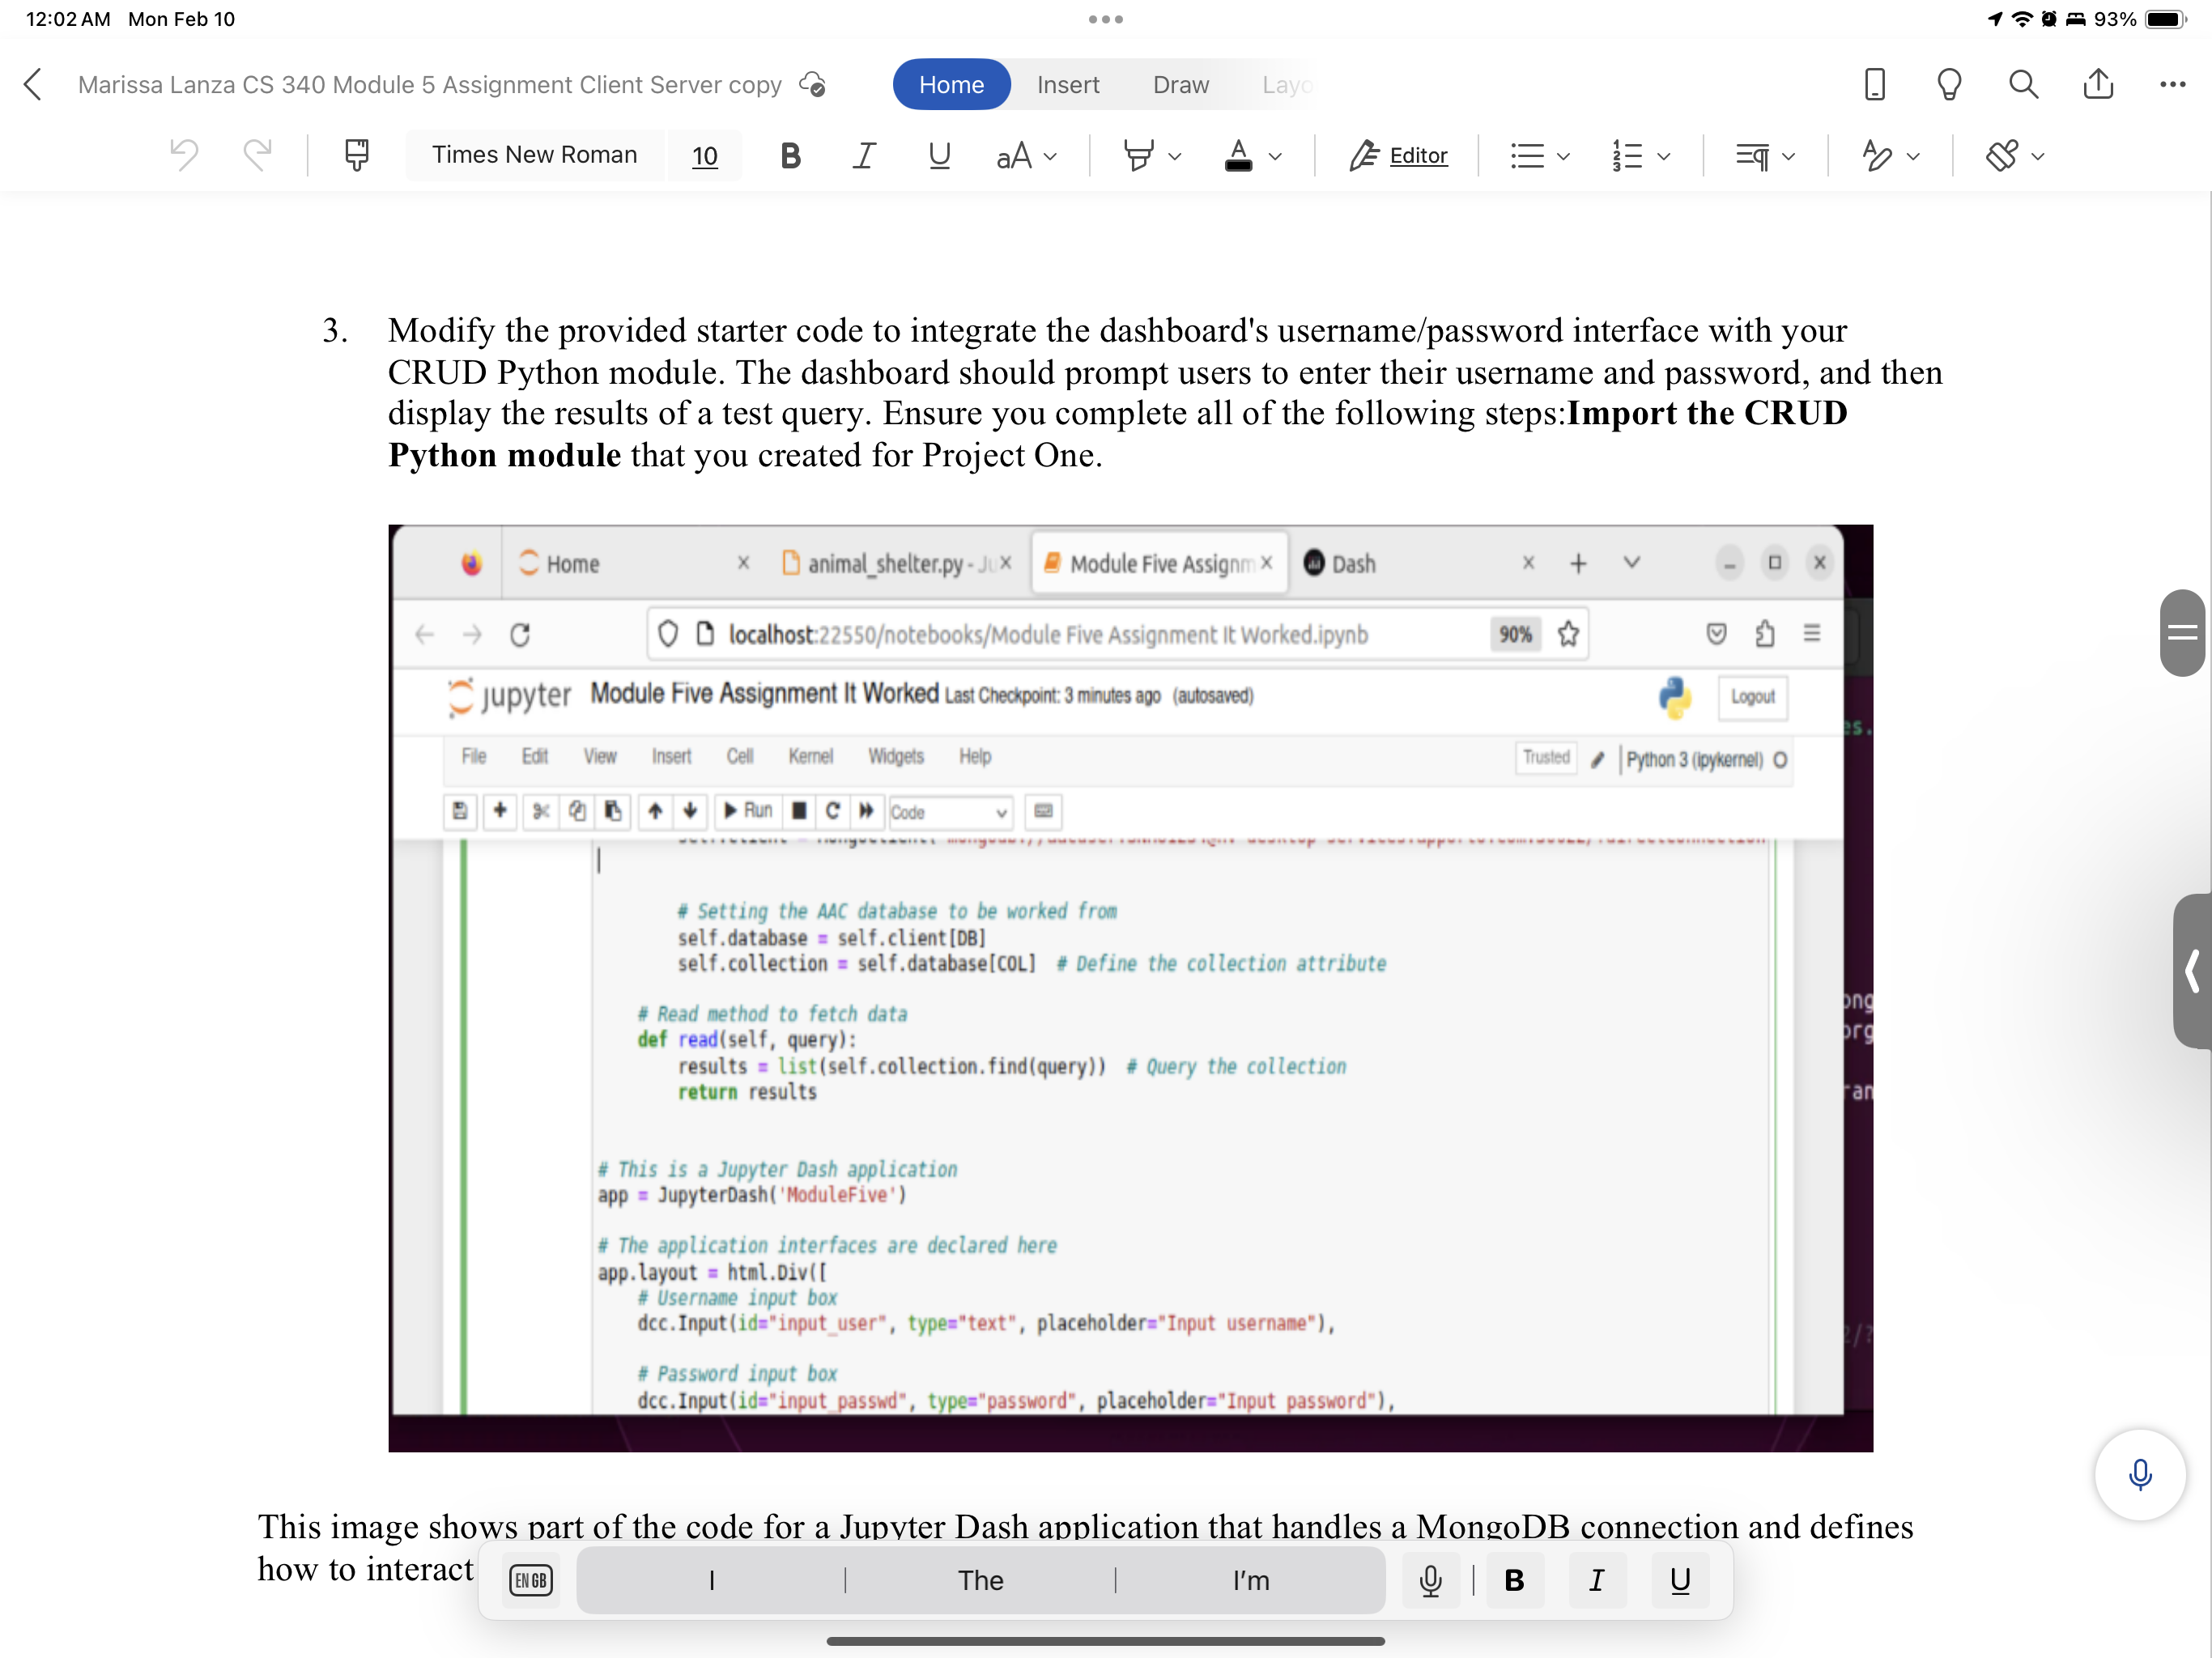 12:02 AM Mon Feb 10
93%
Marissa Lanza CS 340 Module 5 Assignment Client Server copy
Home Insert Draw Layo
Times New Roman 10 B I U aA A Editor
3. Modify the provided starter code to integrate the dashboard's username/password interface with your
CRUD Python module. The dashboard should prompt users to enter their username and password, and then
display the results of a test query. Ensure you complete all of the following steps:Import the CRUD
Python module that you created for Project One.
Home animal_shelter.py - Ju Module Five Assignm Dash
localhost:22550/notebooks/Module Five Assignment It Worked.ipynb 90%
jupyter Module Five Assignment It Worked Last Checkpoint: 3 minutes ago (autosaved) Logout
File Edit View Insert Cell Kernel Widgets Help Trusted Python 3 (ipykernel)
Run Code
# Setting the AAC database to be worked from
self.database = self.client[DB]
self.collection = self.database[COL] # Define the collection attribute
# Read method to fetch data
def read(self, query):
results = list(self.collection.find(query)) # Query the collection
return results
# This is a Jupyter Dash application
app = JupyterDash('ModuleFive')
# The application interfaces are declared here
app.layout = html.Div([
# Username input box
dcc.Input(id="input_user", type="text", placeholder="Input username"),
# Password input box
dcc.Input(id="input_passwd", type="password", placeholder="Input password"),
es.
ong
org
ran
2/?
This image shows part of the code for a Jupyter Dash application that handles a MongoDB connection and defines
how to interact
EN GB I The I'm B I U